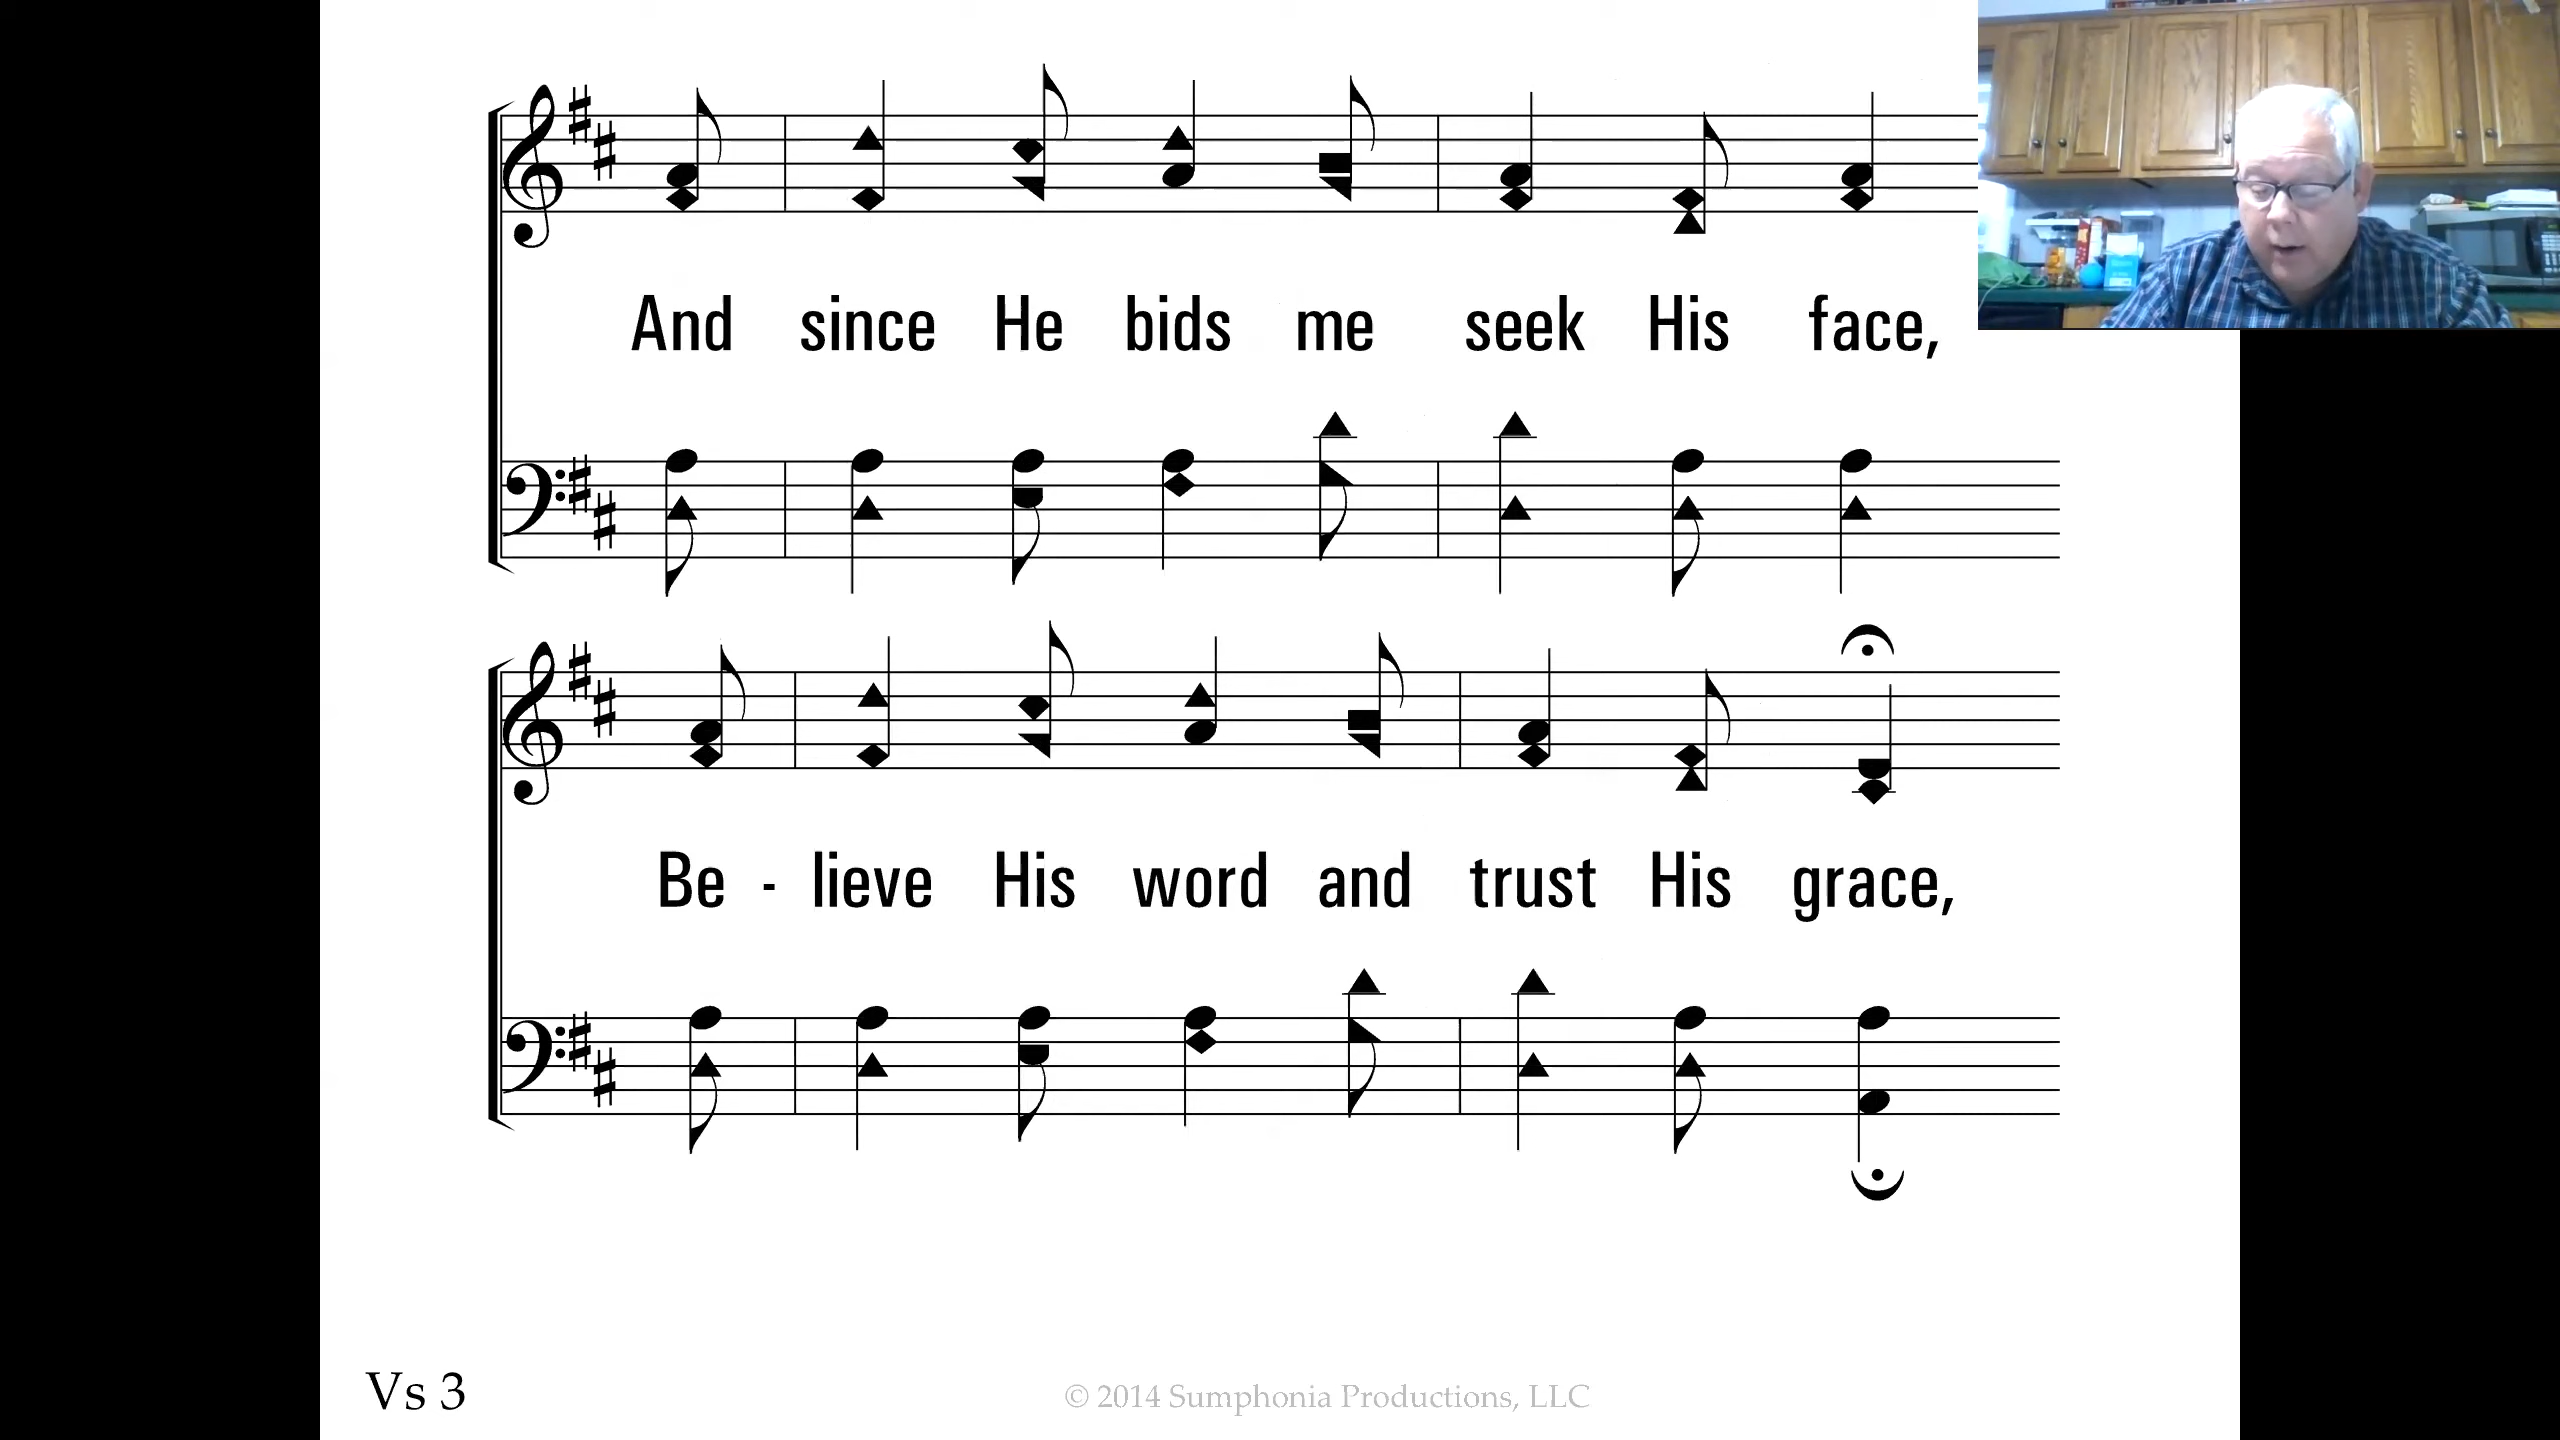 And since He bids me seek His face,
Be - lieve His word and trust His grace,
Vs 3
© 2014 Sumphonia Productions, LLC